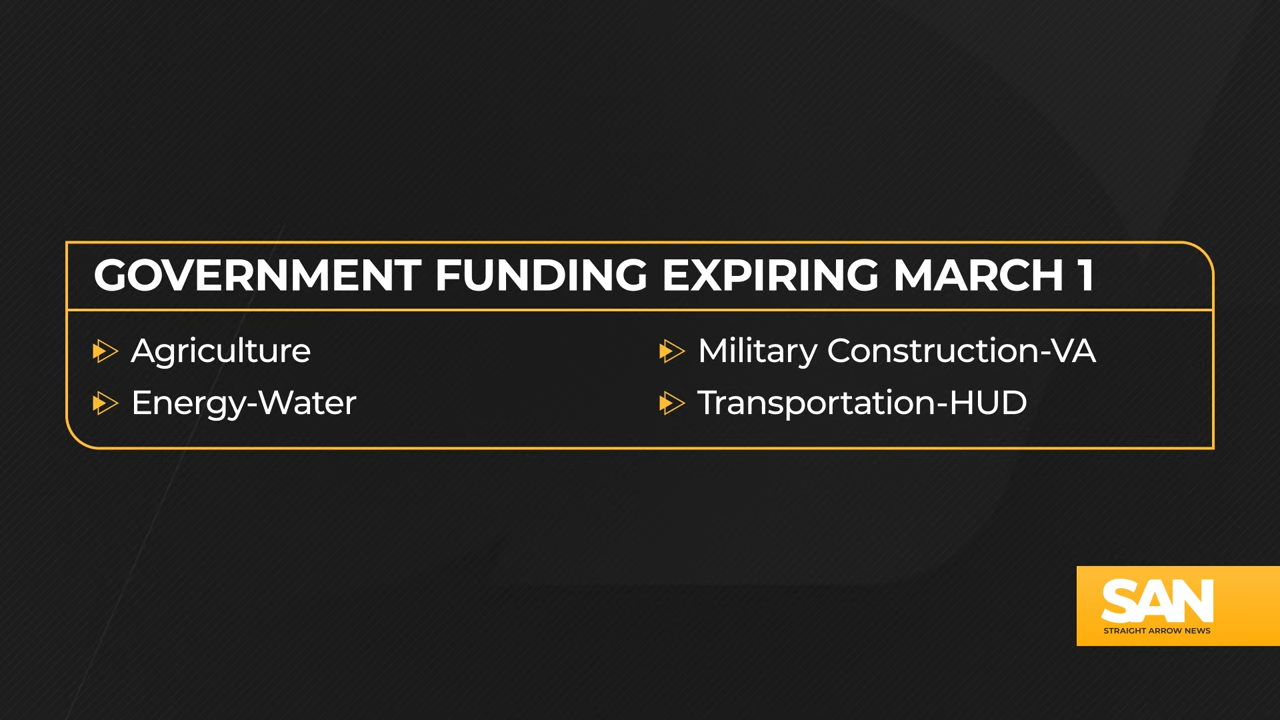 GOVERNMENT FUNDING EXPIRING MARCH 1
Agriculture
Energy-Water
Military Construction-VA
Transportation-HUD
SAN
STRAIGHT ARROW NEWS